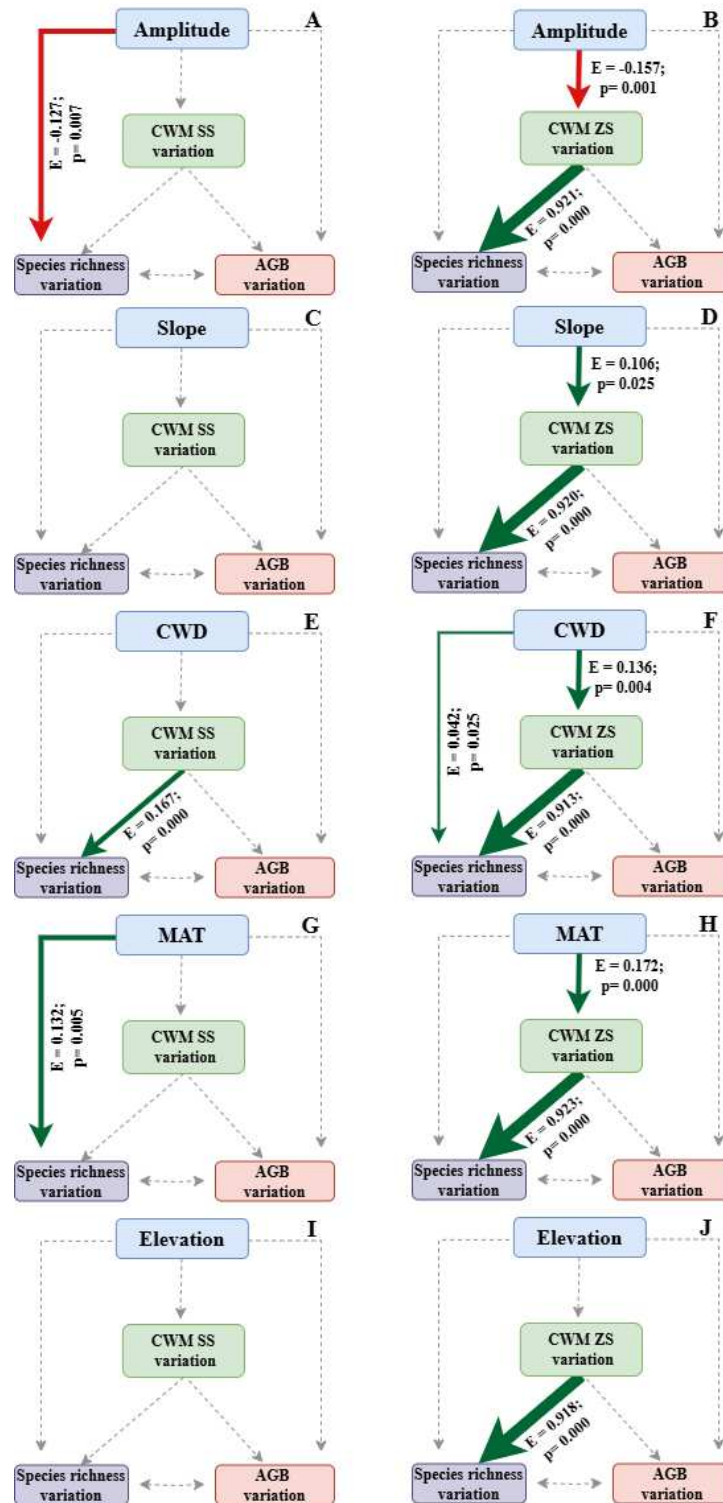 Amplitude
A
E = -0.127;
p= 0.007
CWM SS
variation
Species richness
variation
AGB
variation
Amplitude
B
E = -0.157;
p= 0.001
CWM ZS
variation
E = 0.921;
p= 0.000
Species richness
variation
AGB
variation
Slope
C
CWM SS
variation
Species richness
variation
AGB
variation
Slope
D
E = 0.106;
p= 0.025
CWM ZS
variation
E = 0.920;
p= 0.000
Species richness
variation
AGB
variation
CWD
E
CWM SS
variation
E = 0.167;
p= 0.000
Species richness
variation
AGB
variation
CWD
F
E = 0.136;
p= 0.004
E = 0.042;
p= 0.025
CWM ZS
variation
E = 0.913;
p= 0.000
Species richness
variation
AGB
variation
MAT
G
E = 0.132;
p= 0.005
CWM SS
variation
Species richness
variation
AGB
variation
MAT
H
E = 0.172;
p= 0.000
CWM ZS
variation
E = 0.923;
p= 0.000
Species richness
variation
AGB
variation
Elevation
I
CWM SS
variation
Species richness
variation
AGB
variation
Elevation
J
CWM ZS
variation
E = 0.918;
p= 0.000
Species richness
variation
AGB
variation